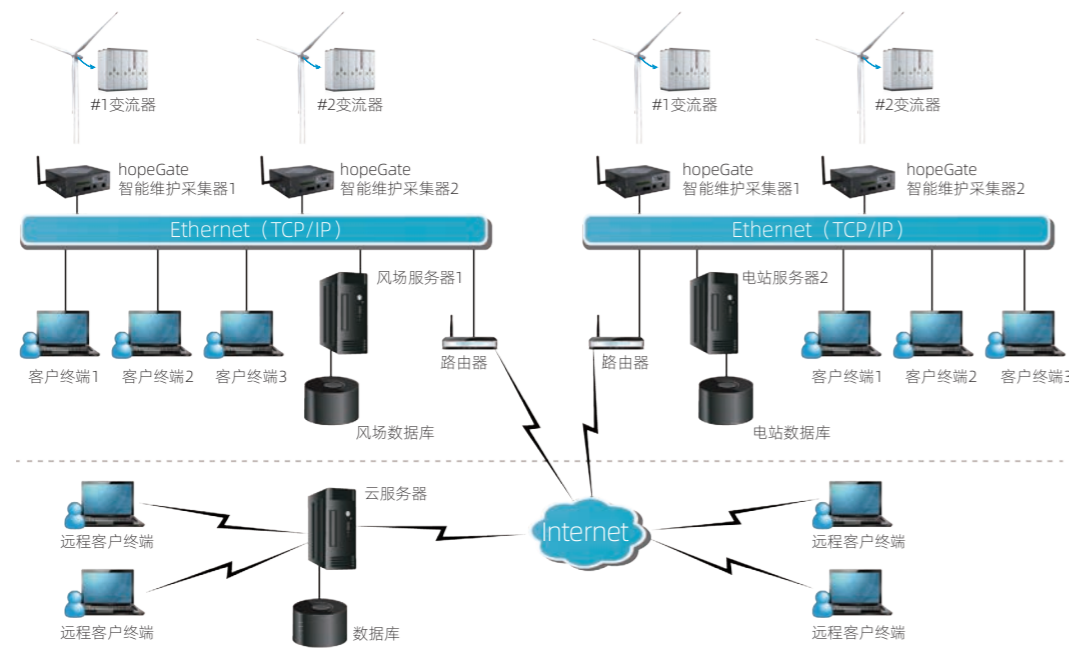 #1变流器
#2变流器
#1变流器
#2变流器
hopeGate
智能维护采集器1
hopeGate
智能维护采集器2
hopeGate
智能维护采集器1
hopeGate
智能维护采集器2
Ethernet（TCP/IP）
Ethernet（TCP/IP）
风场服务器1
电站服务器2
客户终端1
客户终端2
客户终端3
路由器
路由器
客户终端1
客户终端2
客户终端3
风场数据库
电站数据库
云服务器
Internet
远程客户终端
远程客户终端
远程客户终端
数据库
远程客户终端